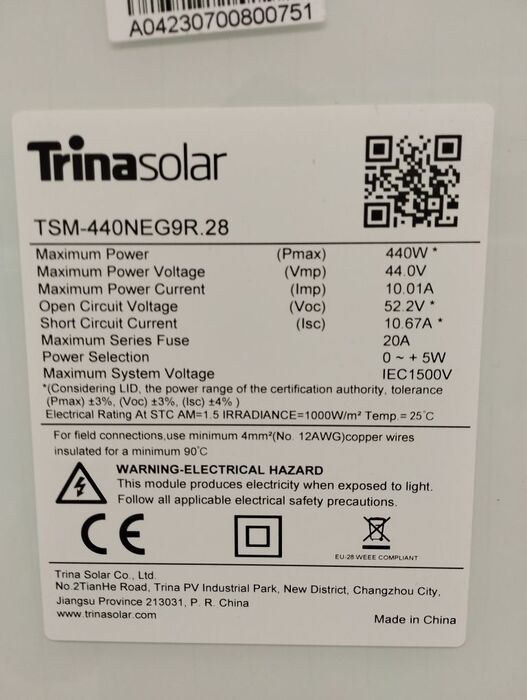 A04230700800751
Trinasolar
TSM-440NEG9R.28
Maximum Power (Pmax) 440W *
Maximum Power Voltage (Vmp) 44.0V
Maximum Power Current (Imp) 10.01A
Open Circuit Voltage (Voc) 52.2V *
Short Circuit Current (Isc) 10.67A *
Maximum Series Fuse 20A
Power Selection 0 ~ + 5W
Maximum System Voltage IEC1500V
*(Considering LID, the power range of the certification authority, tolerance
(Pmax) ±3%, (Voc) ±3%, (Isc) ±4% )
Electrical Rating At STC AM=1.5 IRRADIANCE=1000W/m² Temp.= 25°C
For field connections,use minimum 4mm²(No. 12AWG)copper wires
insulated for a minimum 90°C
WARNING-ELECTRICAL HAZARD
This module produces electricity when exposed to light.
Follow all applicable electrical safety precautions.
CE
EU-28 WEEE COMPLIANT
Trina Solar Co., Ltd.
No.2TianHe Road, Trina PV Industrial Park, New District, Changzhou City,
Jiangsu Province 213031, P. R. China
www.trinasolar.com
Made in China